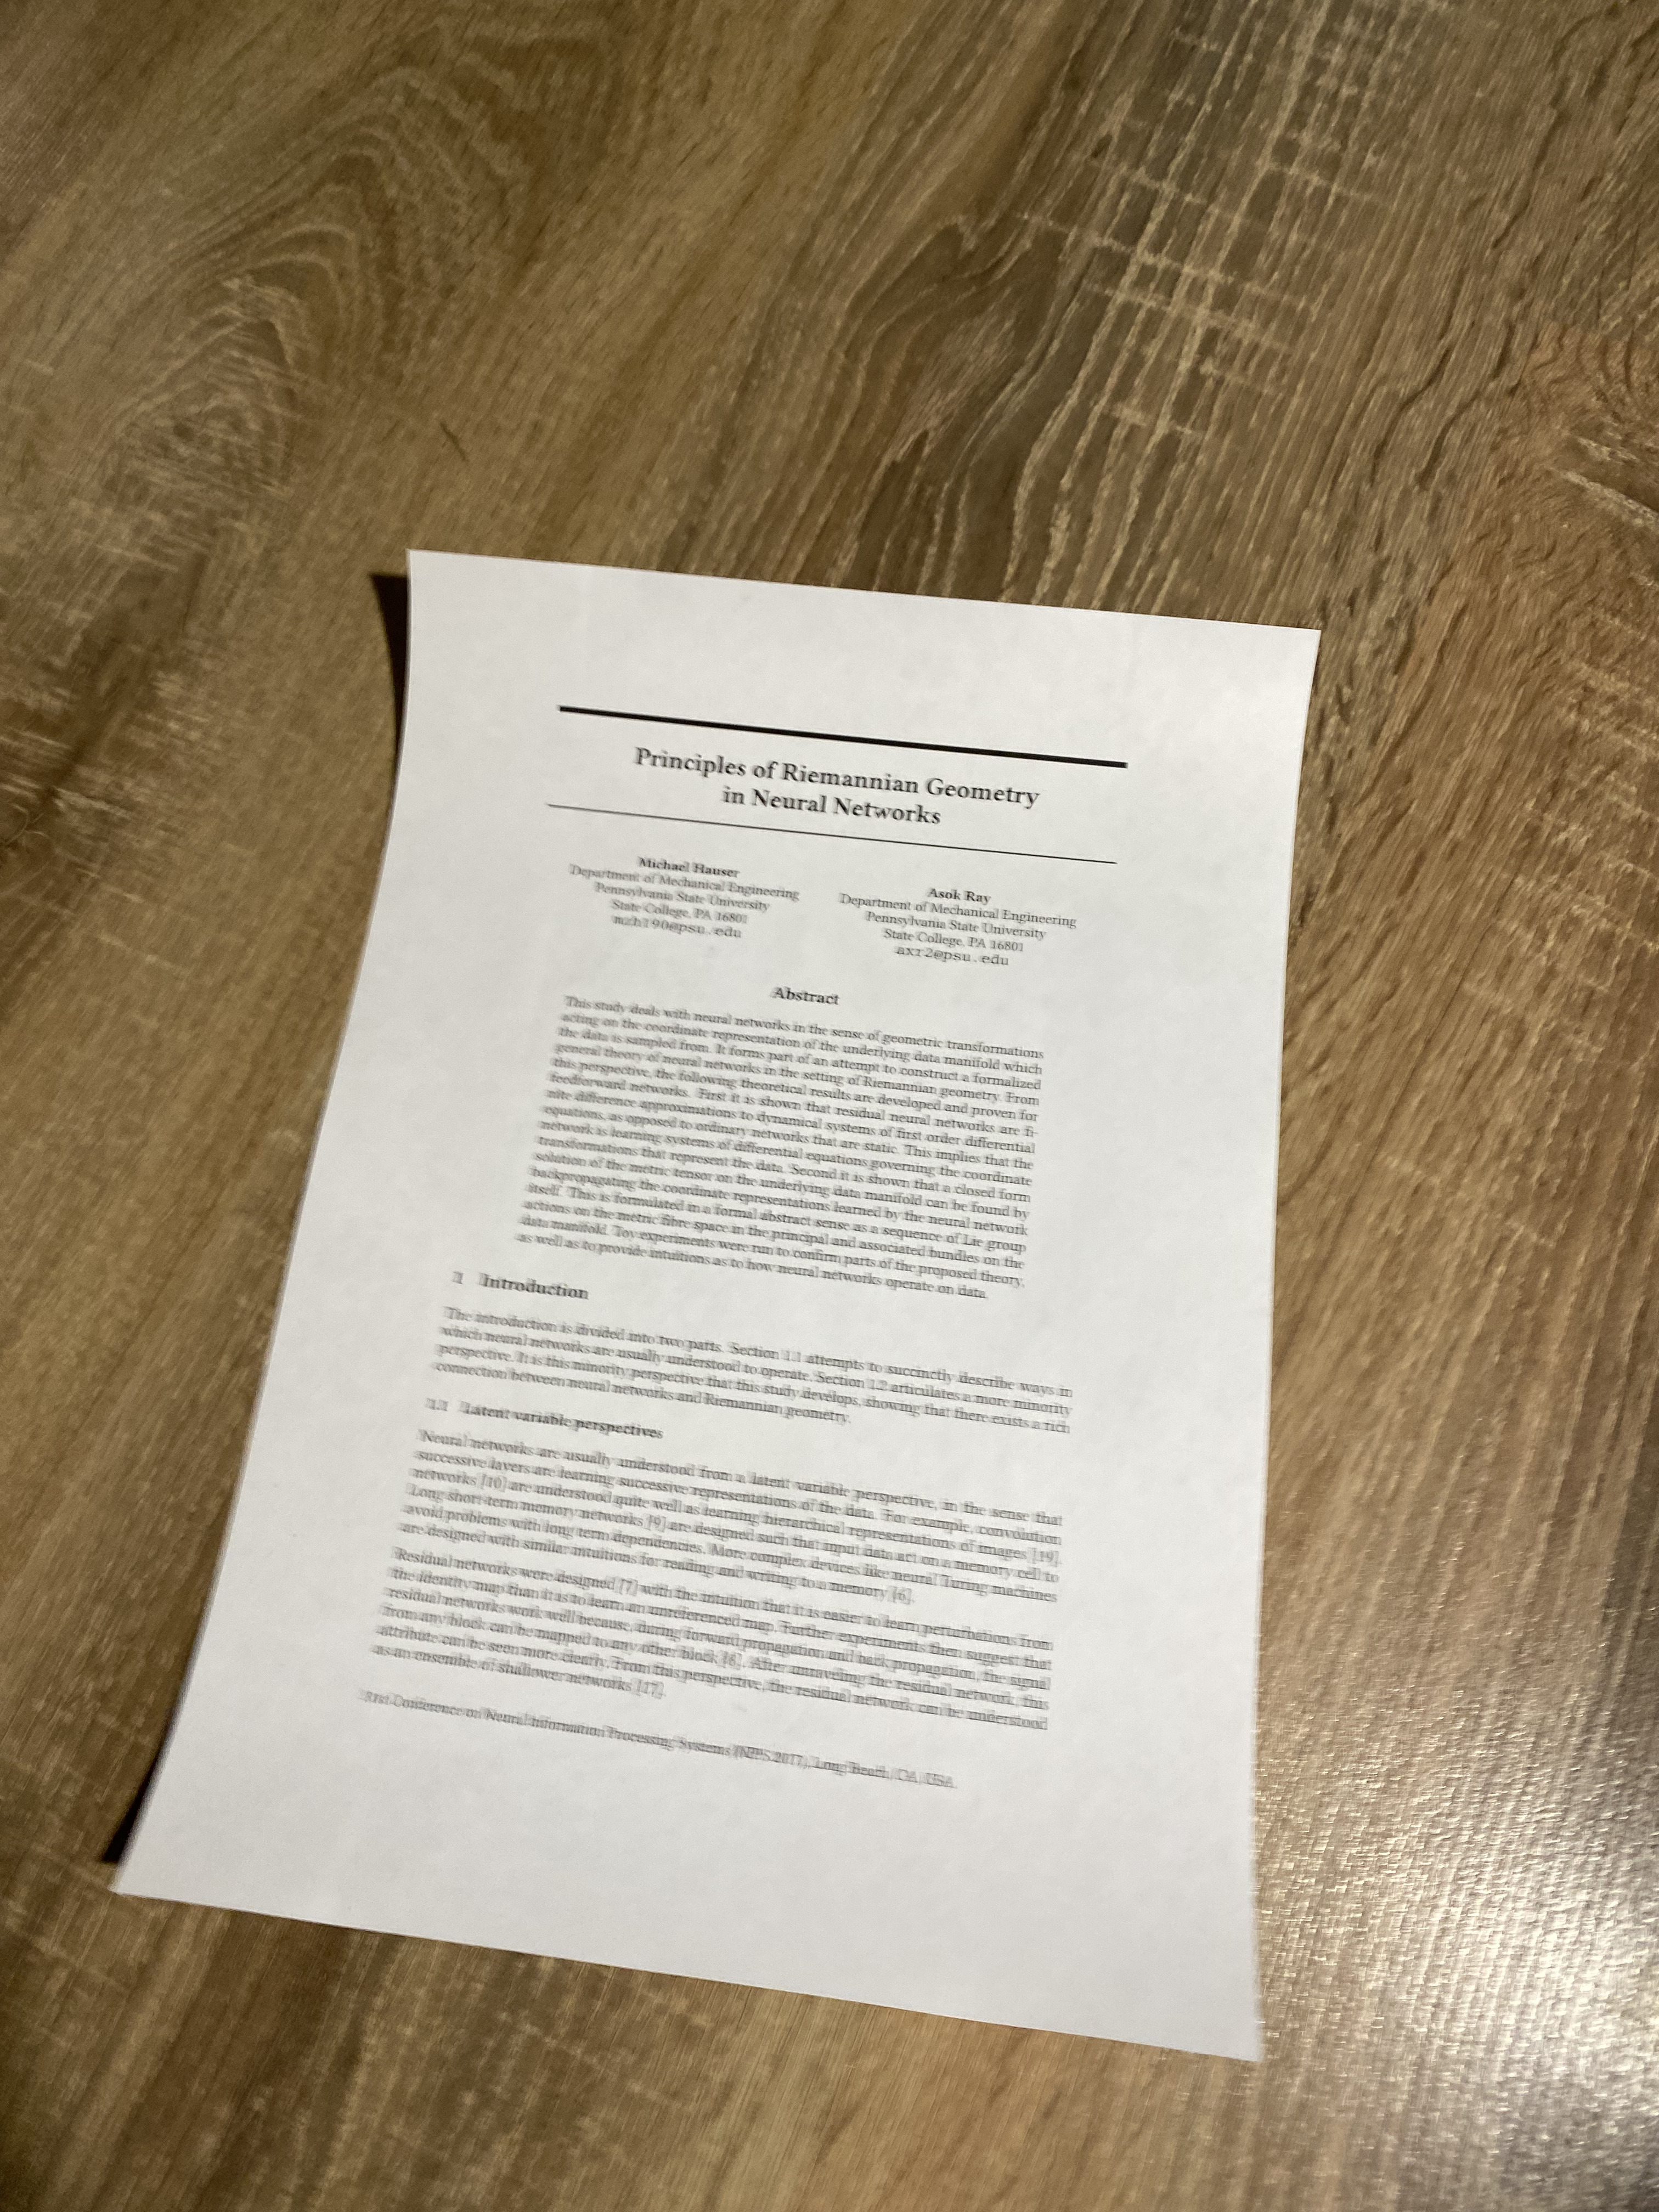 Principles of Riemannian Geometry
in Neural Networks
Michael Hauser
Department of Mechanical Engineering
Pennsylvania State University
State College, PA 16801
mzh190@psu.edu
Asok Ray
Department of Mechanical Engineering
Pennsylvania State University
State College, PA 16801
axr2@psu.edu
Abstract
This study deals with neural networks in the sense of geometric transformations
acting on the coordinate representation of the underlying data manifold which
the data is sampled from. It forms part of an attempt to construct a formalized
general theory of neural networks in the setting of Riemannian geometry. From
this perspective, the following theoretical results are developed and proven for
feedforward networks. First it is shown that residual neural networks are fi-
nite difference approximations to dynamical systems of first order differential
equations, as opposed to ordinary networks that are static. This implies that the
network is learning systems of differential equations governing the coordinate
transformations that represent the data. Second it is shown that a closed form
solution of the metric tensor on the underlying data manifold can be found by
backpropagating the coordinate representations learned by the neural network
itself. This is formulated in a formal abstract sense as a sequence of Lie group
actions on the metric fibre space in the principal and associated bundles on the
data manifold. Toy experiments were run to confirm parts of the proposed theory,
as well as to provide intuitions as to how neural networks operate on data.
1 Introduction
The introduction is divided into two parts. Section 1.1 attempts to succinctly describe ways in
which neural networks are usually understood to operate. Section 1.2 articulates a more minority
perspective. It is this minority perspective that this study develops, showing that there exists a rich
connection between neural networks and Riemannian geometry.
1.1 Latent variable perspectives
Neural networks are usually understood from a latent variable perspective, in the sense that
successive layers are learning successive representations of the data. For example, convolution
networks [10] are understood quite well as learning hierarchical representations of images [19].
Long short-term memory networks [9] are designed such that input data act on a memory cell to
avoid problems with long term dependencies. More complex devices like neural Turing machines
are designed with similar intuitions for reading and writing to a memory [6].
Residual networks were designed [7] with the intuition that it is easier to learn perturbations from
the identity map than it is to learn an unreferenced map. Further experiments then suggest that
residual networks work well because, during forward propagation and back propagation, the signal
from any block can be mapped to any other block [8]. After unraveling the residual network, this
attribute can be seen more clearly. From this perspective, the residual network can be understood
as an ensemble of shallower networks [17].
31st Conference on Neural Information Processing Systems (NIPS 2017), Long Beach, CA, USA.